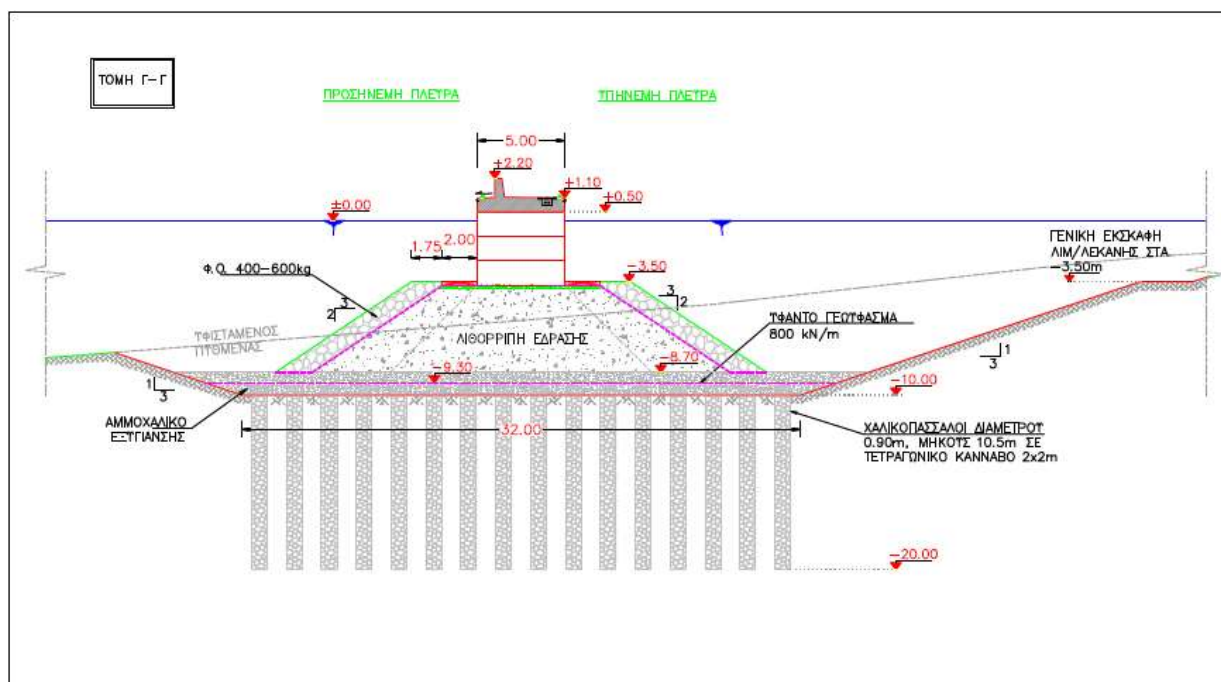 ΤΟΜΗ Γ-Γ
ΠΡΟΣΗΝΕΜΗ ΠΛΕΥΡΑ
ΥΠΗΝΕΜΗ ΠΛΕΥΡΑ
5.00
+2.20
+1.10
+0.50
±0.00
1.75
2.00
ΓΕΝΙΚΗ ΕΚΣΚΑΦΗ
ΛΙΜ/ΛΕΚΑΝΗΣ ΣΤΑ
-3.50m
Φ.Ο. 400-600kg
-3.50
3
2
3
2
ΥΦΙΣΤΑΜΕΝΟΣ
ΠΥΘΜΕΝΑΣ
ΛΙΘΟΡΡΙΠΗ ΕΔΡΑΣΗΣ
ΥΦΑΝΤΟ ΓΕΩΥΦΑΣΜΑ
800 kN/m
-8.70
-9.30
1
3
1
3
-10.00
ΑΜΜΟΧΑΛΙΚΟ
ΕΞΥΓΙΑΝΣΗΣ
32.00
ΧΑΛΙΚΟΠΑΣΣΑΛΟΙ ΔΙΑΜΕΤΡΟΥ
0.90m, ΜΗΚΟΥΣ 10.5m ΣΕ
ΤΕΤΡΑΓΩΝΙΚΟ ΚΑΝΝΑΒΟ 2x2m
-20.00